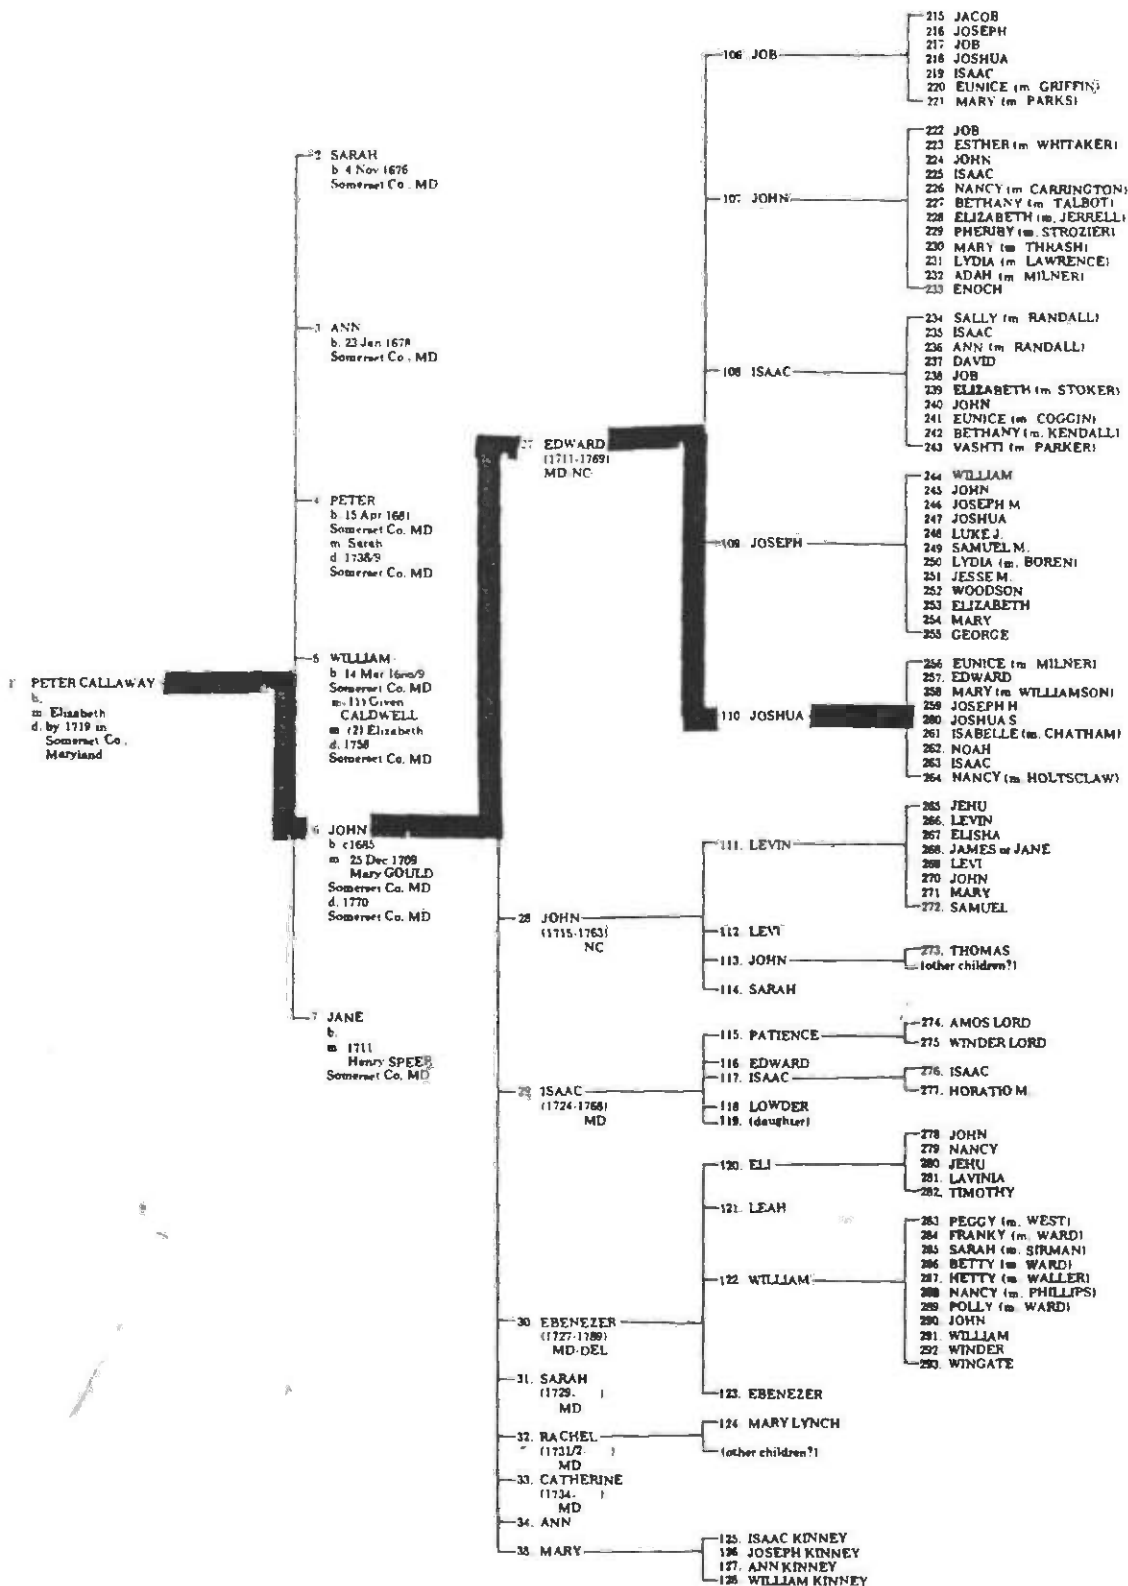 1 PETER CALLAWAY
b.
m Elizabeth
d. by 1719 in
Somerset Co.,
Maryland
2 SARAH
b 4 Nov 1676
Somerset Co., MD
3 ANN
b. 23 Jan 1678
Somerset Co., MD
4 PETER
b 15 Apr 1681
Somerset Co. MD
m Sarah
d 1738/9
Somerset Co. MD
5 WILLIAM
b 14 Mar
Somerset Co. MD
m. (1) Given
CALDWELL
m (2) Elizabeth
d. 1758
Somerset Co. MD
6 JOHN
b c1685
m 25 Dec 1709
Mary GOULD
Somerset Co. MD
d. 1770
Somerset Co. MD
7 JANE
b.
m 1711
Henry SPEER
Somerset Co. MD
27 EDWARD
(1711-1769)
MD-NC
28 JOHN
(1715-1763)
NC
29 ISAAC
(1724-1768)
MD
30 EBENEZER
(1727-1789)
MD-DEL
31. SARAH
(1729- )
MD
32. RACHEL
(1731/2- )
MD
33. CATHERINE
(1734- )
MD
34. ANN
35. MARY
106 JOB
107 JOHN
108 ISAAC
109 JOSEPH
110 JOSHUA
111. LEVIN
112. LEVI
113. JOHN
114. SARAH
115. PATIENCE
116 EDWARD
117. ISAAC
118 LOWDER
119. (daughter)
120. ELI
121. LEAH
122 WILLIAM
123. EBENEZER
124 MARY LYNCH
(other children?)
125. ISAAC KINNEY
126 JOSEPH KINNEY
127. ANN KINNEY
128 WILLIAM KINNEY
215 JACOB
216 JOSEPH
217 JOB
218 JOSHUA
219 ISAAC
220 EUNICE (m GRIFFIN)
221 MARY (m PARKS)
222 JOB
223 ESTHER (m WHITAKER)
224 JOHN
225 ISAAC
226 NANCY (m CARRINGTON)
227 BETHANY (m TALBOT)
228 ELIZABETH (m. JERRELL)
229 PHERIBY (m. STROZIER)
230 MARY (m THRASH)
231 LYDIA (m LAWRENCE)
232 ADAH (m MILNER)
233 ENOCH
234 SALLY (m RANDALL)
235 ISAAC
236 ANN (m RANDALL)
237 DAVID
238 JOB
239 ELIZABETH (m STOKER)
240 JOHN
241 EUNICE (m COGGIN)
242 BETHANY (m. KENDALL)
243 VASHTI (m PARKER)
244 WILLIAM
245 JOHN
246 JOSEPH M
247 JOSHUA
248 LUKE J.
249 SAMUEL M.
250 LYDIA (m. BOREN)
251 JESSE M.
252 WOODSON
253 ELIZABETH
254 MARY
255 GEORGE
256 EUNICE (m MILNER)
257. EDWARD
258 MARY (m WILLIAMSON)
259 JOSEPH H
260 JOSHUA S
261 ISABELLE (m. CHATHAM)
262. NOAH
263 ISAAC
264 NANCY (m HOLTSCLAW)
265 JEHU
266. LEVIN
267 ELISHA
268. JAMES or JANE
269 LEVI
270 JOHN
271 MARY
272. SAMUEL
273. THOMAS
(other children?)
274. AMOS LORD
275 WINDER LORD
276. ISAAC
277. HORATIO M.
278 JOHN
279 NANCY
280 JEHU
281. LAVINIA
282. TIMOTHY
283 PEGGY (m. WEST)
284 FRANKY (m. WARD)
285 SARAH (m. SIRMAN)
286 BETTY (m WARD)
287. HETTY (m WALLER)
288 NANCY (m. PHILLIPS)
289 POLLY (m WARD)
290 JOHN
291. WILLIAM
292 WINDER
293. WINGATE